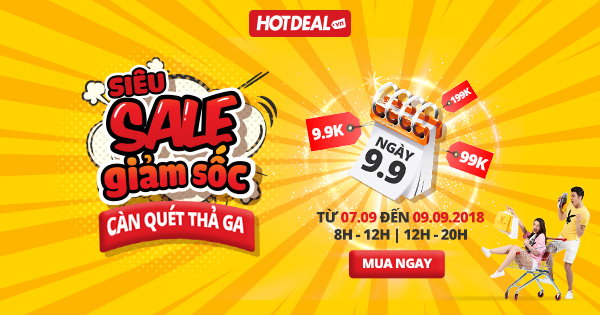 HOTDEAL.vn
SIÊU
SALE
giảm sốc
CÀN QUÉT THẢ GA
199K
9.9K
NGÀY
9.9
99K
TỪ 07.09 ĐẾN 09.09.2018
8H - 12H | 12H - 20H
MUA NGAY